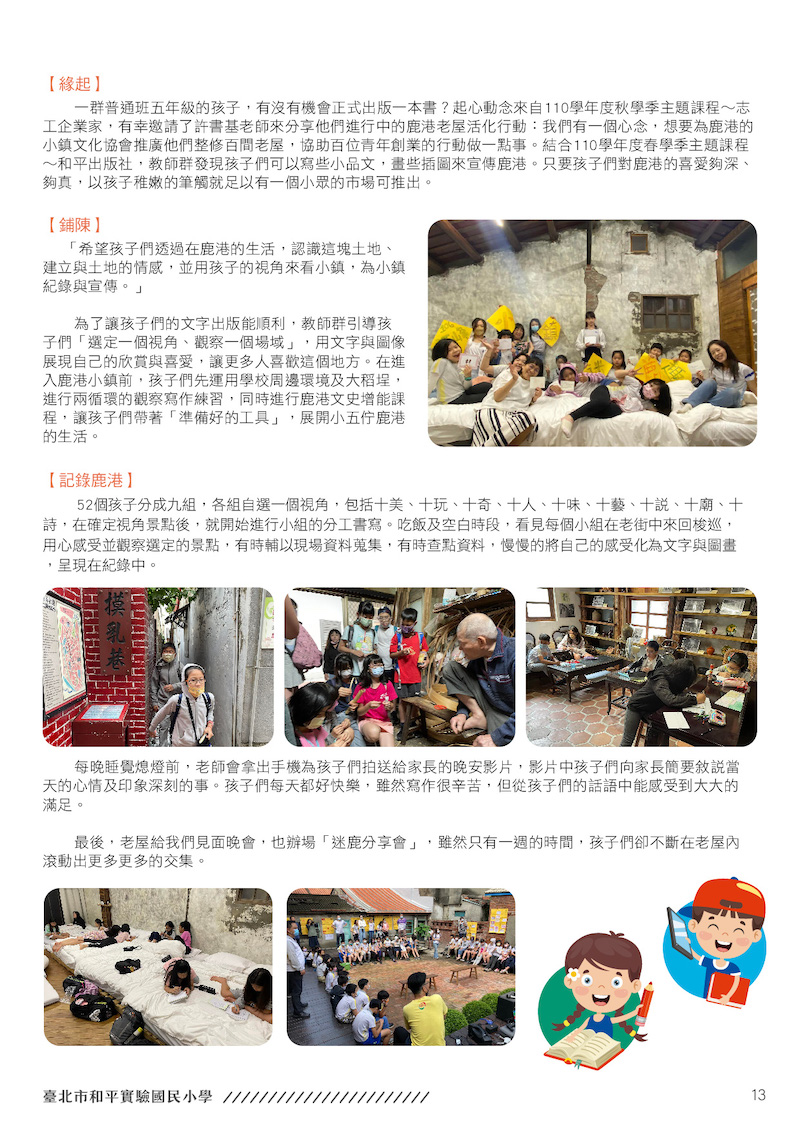 【緣起】
一群普通班五年級的孩子，有沒有機會正式出版一本書？起心動念來自110學年度秋學季主題課程～志
工企業家，有幸邀請了許書基老師來分享他們進行中的鹿港老屋活化行動：我們有一個心念，想要為鹿港的
小鎮文化協會推廣他們整修百間老屋，協助百位青年創業的行動做一點事。結合110學年度春學季主題課程
～和平出版社，教師群發現孩子們可以寫些小品文，畫些插圖來宣傳鹿港。只要孩子們對鹿港的喜愛夠深、
夠真，以孩子稚嫩的筆觸就足以有一個小眾的市場可推出。
【鋪陳】
「希望孩子們透過在鹿港的生活，認識這塊土地、
建立與土地的情感，並用孩子的視角來看小鎮，為小鎮
紀錄與宣傳。」
為了讓孩子們的文字出版能順利，教師群引導孩
子們「選定一個視角、觀察一個場域」，用文字與圖像
展現自己的欣賞與喜愛，讓更多人喜歡這個地方。在進
入鹿港小鎮前，孩子們先運用學校周邊環境及大稻埕，
進行兩循環的觀察寫作練習，同時進行鹿港文史增能課
程，讓孩子們帶著「準備好的工具」，展開小五佇鹿港
的生活。
【記錄鹿港】
52個孩子分成九組，各組自選一個視角，包括十美、十玩、十奇、十人、十味、十藝、十説、十廟、十
詩，在確定視角景點後，就開始進行小組的分工書寫。吃飯及空白時段，看見每個小組在老街中來回梭巡，
用心感受並觀察選定的景點，有時輔以現場資料蒐集，有時查點資料，慢慢的將自己的感受化為文字與圖畫
，呈現在紀錄中。
摸乳巷
每晚睡覺熄燈前，老師會拿出手機為孩子們拍送給家長的晚安影片，影片中孩子們向家長簡要敘説當
天的心情及印象深刻的事。孩子們每天都好快樂，雖然寫作很辛苦，但從孩子們的話語中能感受到大大的
滿足。
最後，老屋給我們見面晚會，也辦場「迷鹿分享會」，雖然只有一週的時間，孩子們卻不斷在老屋內
滾動出更多更多的交集。
臺北市和平實驗國民小學 ///////////////////////
13